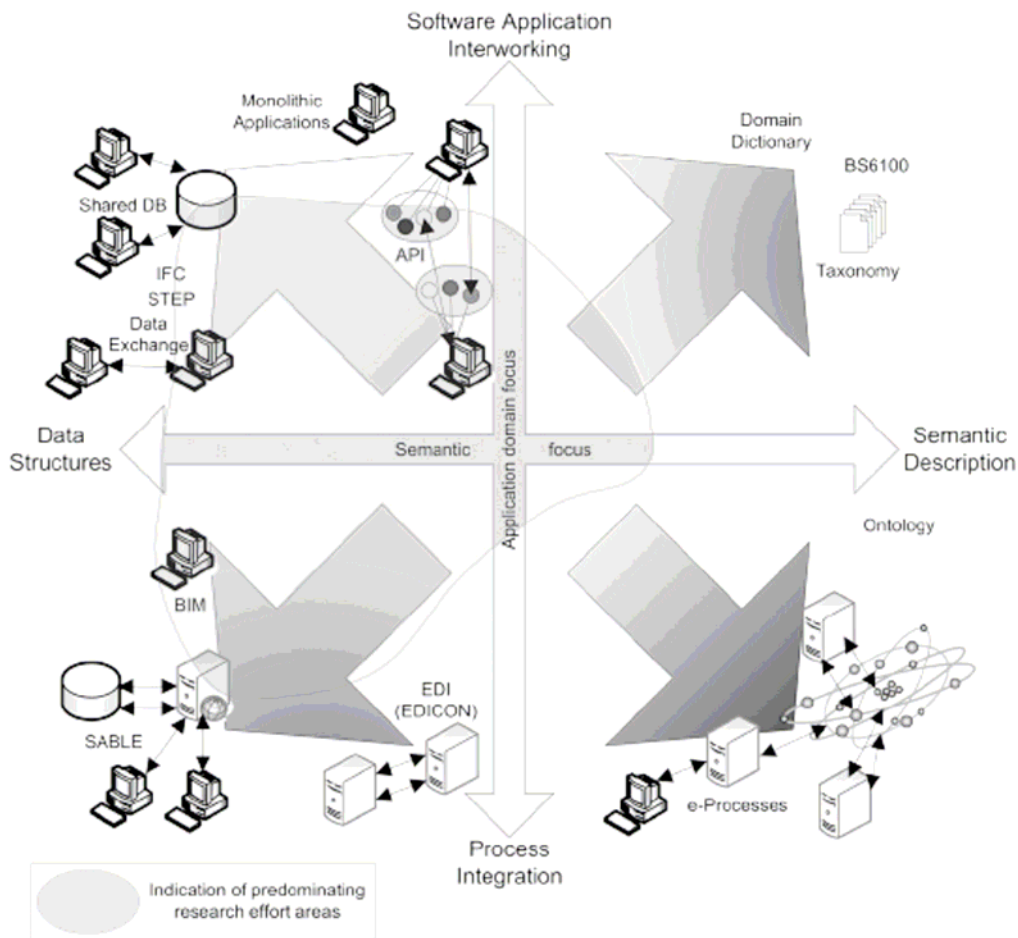 Software Application
Interworking
Monolithic
Applications
Domain
Dictionary
BS6100
Shared DB
API
Taxonomy
IFC
STEP
Data
Exchange
Application domain focus
Data
Structures
Semantic
focus
Semantic
Description
Ontology
BIM
EDI
(EDICON)
SABLE
e-Processes
Process
Integration
Indication of predominating
research effort areas